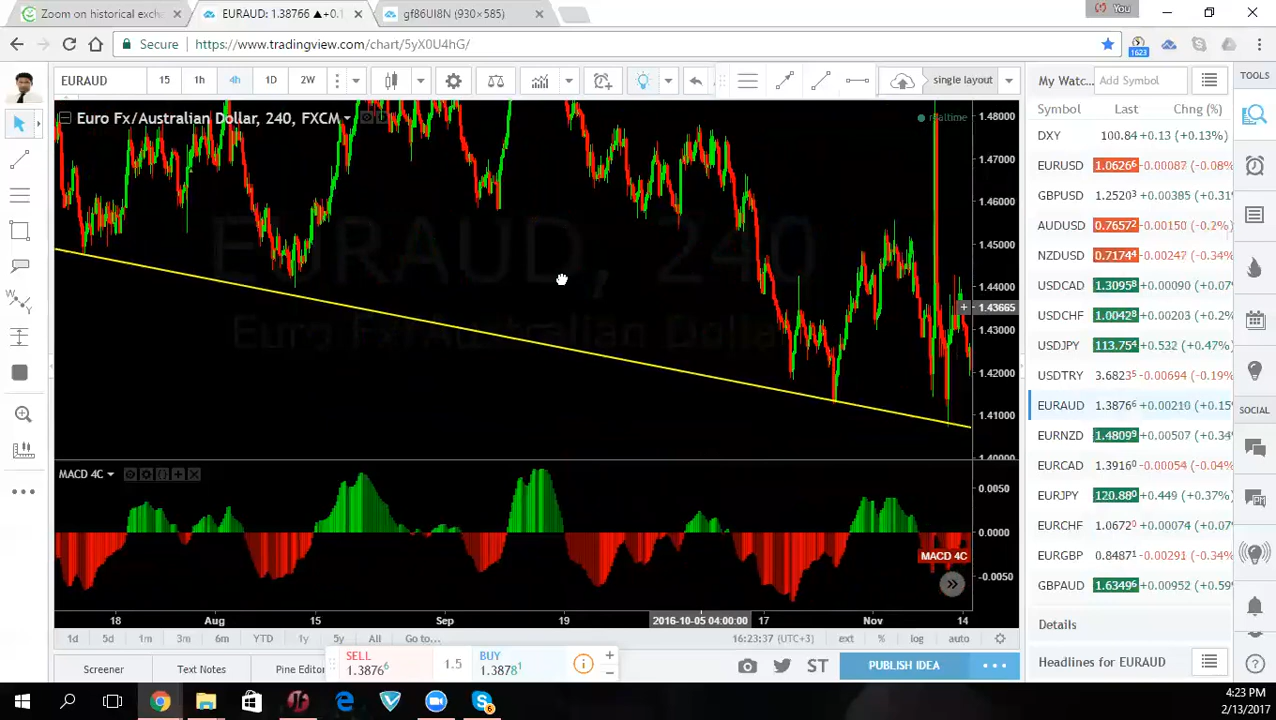 Zoom on historical exch
EURAUD: 1.38766 ▲+0.1
gf86UI8N (930×585)
You
Secure
https://www.tradingview.com/chart/5yX0U4hG/
1623
EURAUD
15
1h
4h
1D
2W
single layout
My Wa
Add Symbol
TOOLS
Euro Fx/Australian Dollar, 240, FXCM
realtime
EURAUD, 240
Euro Fx/Australian Dollar
1.48000
1.47000
1.46000
1.45000
1.44000
1.43665
1.43000
1.42000
1.41000
1.40000
MACD 4C
0.0050
0.0000
MACD 4C
-0.0050
18
Aug
15
Sep
19
2016-10-05 04:00:00
17
Nov
14
1d
5d
1m
3m
6m
YTD
1y
5y
All
Go to...
16:23:37 (UTC+3)
ext
%
log
auto
Screener
Text Notes
Pine Editor
SELL
1.3876⁶
1.5
BUY
1.3878¹
ST
PUBLISH IDEA
Symbol
Last
Chng (%)
DXY 100.84 +0.13 (+0.13%)
EURUSD 1.0626⁶ -0.00087 (-0.08%
GBPUSD 1.2520³ +0.00385 (+0.31%
AUDUSD 0.7657² -0.00150 (-0.2%)
NZDUSD 0.7174⁴ -0.00247 (-0.34%
USDCAD 1.3095⁸ +0.00090 (+0.07%
USDCHF 1.0042⁸ +0.00203 (+0.2%
USDJPY 113.75⁴ +0.532 (+0.47%)
USDTRY 3.6823⁵ -0.00694 (-0.19%
EURAUD 1.3876⁶ +0.00210 (+0.15%
EURNZD 1.4809⁹ +0.00507 (+0.34%
EURCAD 1.3916⁰ -0.00054 (-0.04%
EURJPY 120.88⁰ +0.449 (+0.37%)
EURCHF 1.0672⁰ +0.00074 (+0.07%
EURGBP 0.8487¹ -0.00291 (-0.34%
GBPAUD 1.6349⁶ +0.00952 (+0.59%
SOCIAL
Details
Headlines for EURAUD
4:23 PM
2/13/2017